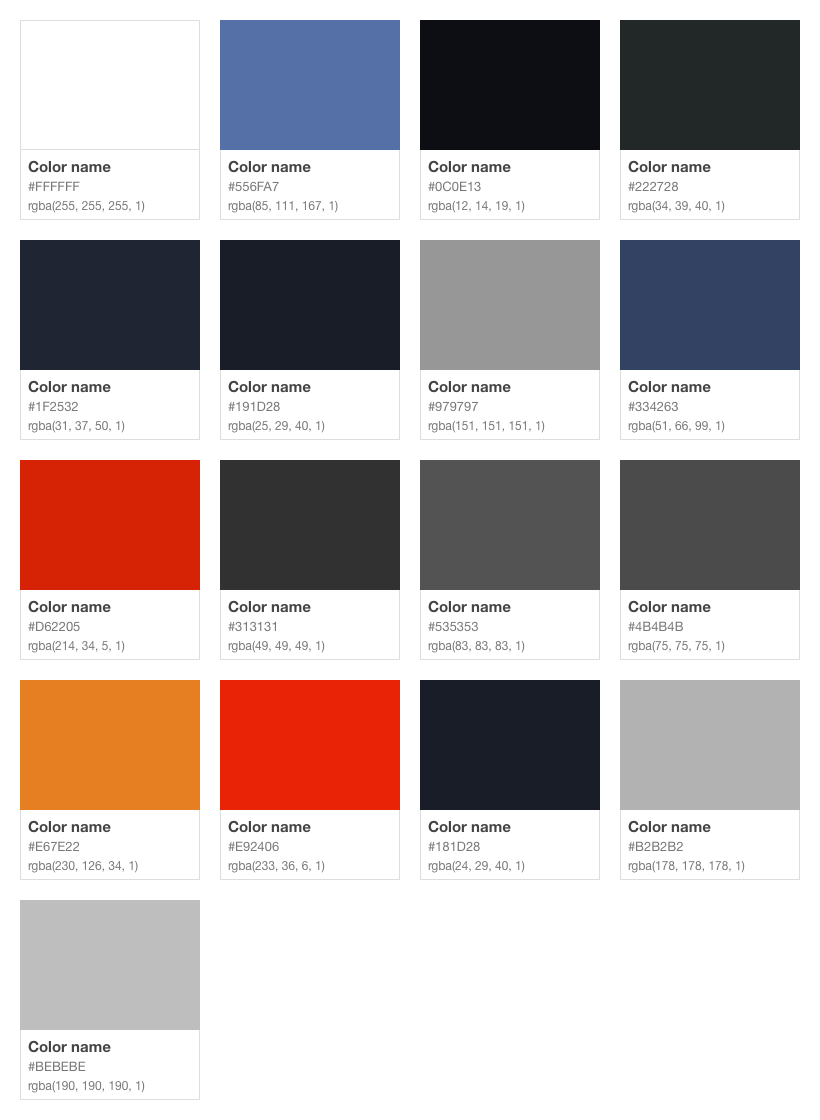 Color name
#FFFFFF
rgba(255, 255, 255, 1)
Color name
#556FA7
rgba(85, 111, 167, 1)
Color name
#0C0E13
rgba(12, 14, 19, 1)
Color name
#222728
rgba(34, 39, 40, 1)
Color name
#1F2532
rgba(31, 37, 50, 1)
Color name
#191D28
rgba(25, 29, 40, 1)
Color name
#979797
rgba(151, 151, 151, 1)
Color name
#334263
rgba(51, 66, 99, 1)
Color name
#D62205
rgba(214, 34, 5, 1)
Color name
#313131
rgba(49, 49, 49, 1)
Color name
#535353
rgba(83, 83, 83, 1)
Color name
#4B4B4B
rgba(75, 75, 75, 1)
Color name
#E67E22
rgba(230, 126, 34, 1)
Color name
#E92406
rgba(233, 36, 6, 1)
Color name
#181D28
rgba(24, 29, 40, 1)
Color name
#B2B2B2
rgba(178, 178, 178, 1)
Color name
#BEBEBE
rgba(190, 190, 190, 1)